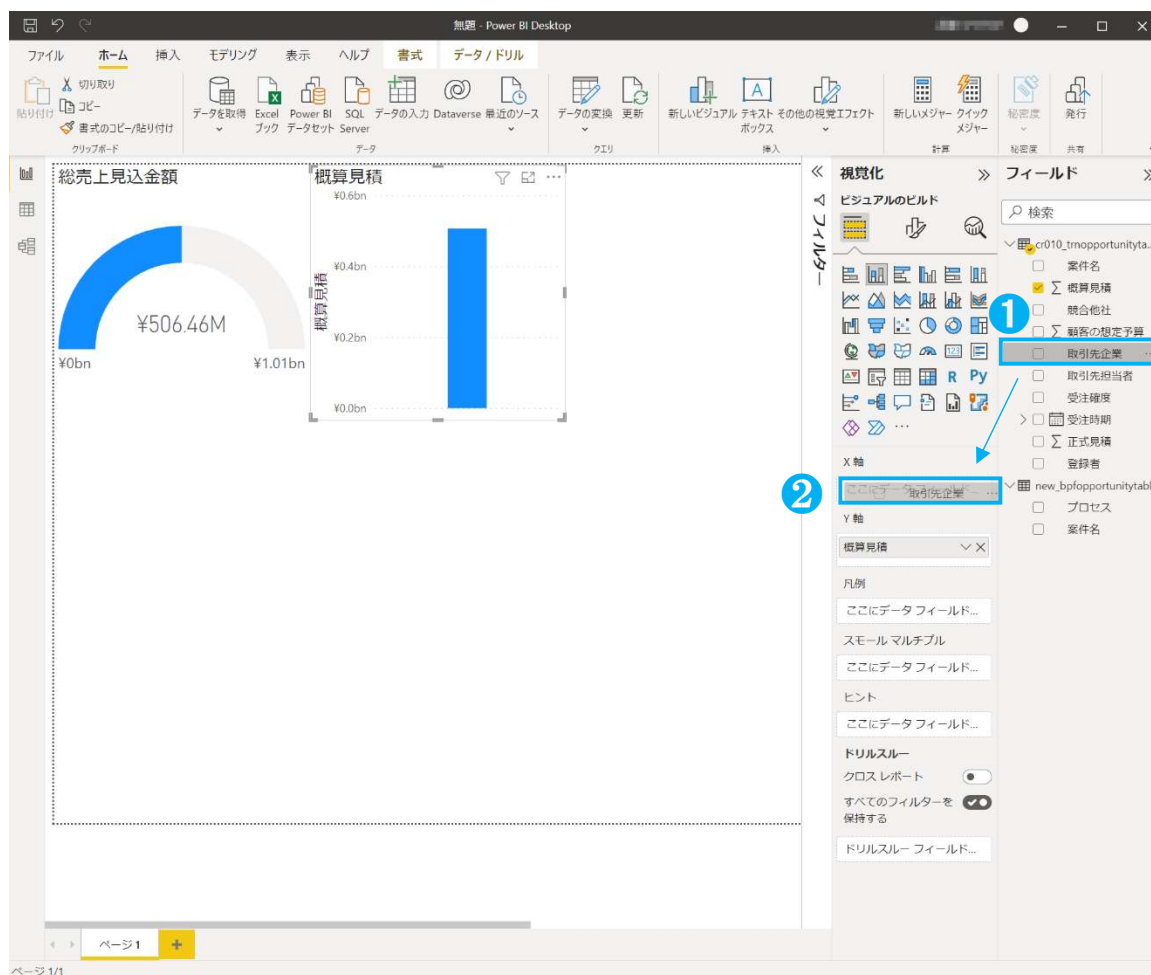 無題 - Power BI Desktop
ファイル ホーム 挿入 モデリング 表示 ヘルプ 書式 データ / ドリル
貼り付け
切り取り
コピー
書式のコピー/貼り付け
クリップボード
データを取得
Excel ブック
Power BI データセット
SQL Server
データの入力
Dataverse
最近のソース
データ
データの変換
更新
クエリ
新しいビジュアル
テキスト ボックス
その他の視覚エフェクト
挿入
新しいメジャー
クイック メジャー
計算
秘密度
秘密度
発行
共有
総売上見込金額
¥506.46M
¥0bn
¥1.01bn
概算見積
¥0.6bn
¥0.4bn
¥0.2bn
¥0.0bn
概算見積
フィルター
視覚化
ビジュアルのビルド
123
R Py
X 軸
取引先企業
2
Y 軸
概算見積
凡例
ここにデータ フィールド...
スモール マルチプル
ここにデータ フィールド...
ヒント
ここにデータ フィールド...
ドリルスルー
クロス レポート
すべてのフィルターを
保持する
ドリルスルー フィールド...
フィールド
検索
cr010_trnopportunityta...
案件名
概算見積
競合他社
1
顧客の想定予算
取引先企業
取引先担当者
受注確度
受注時期
正式見積
登録者
new_bpfopportunitytabl
プロセス
案件名
ページ 1
ページ 1/1